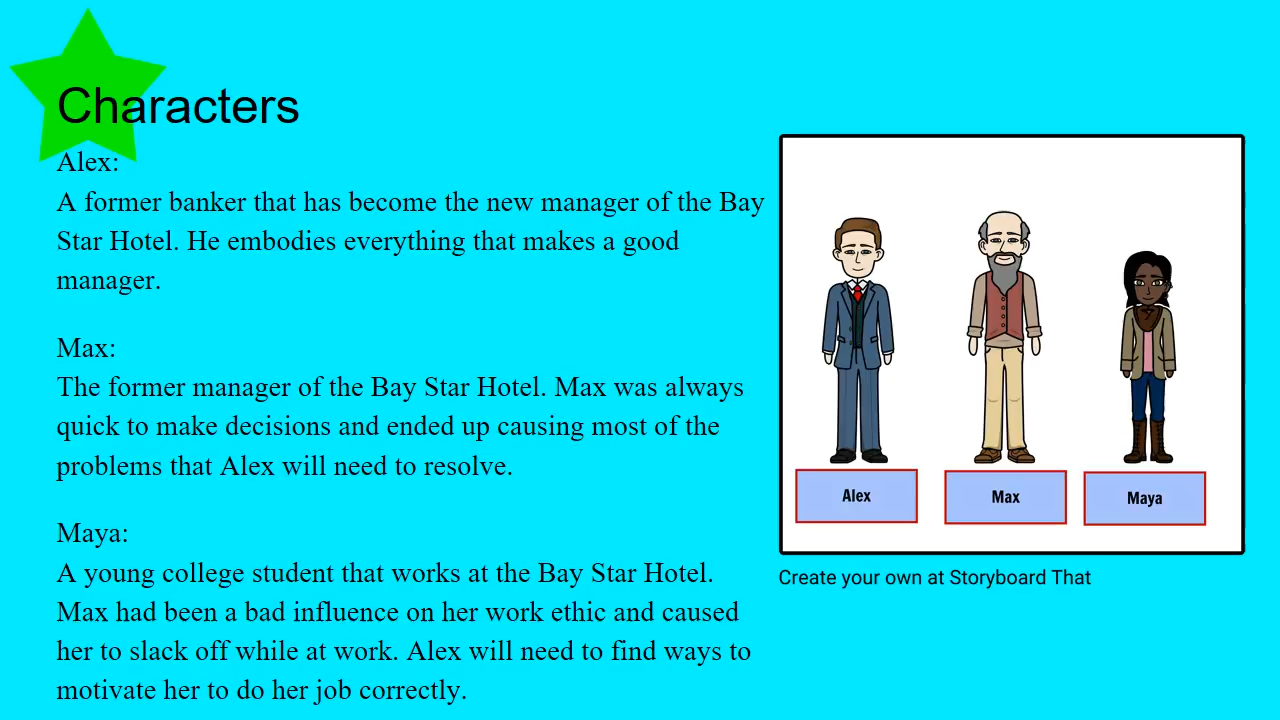 Characters
Alex:
A former banker that has become the new manager of the Bay
Star Hotel. He embodies everything that makes a good
manager.
Max:
The former manager of the Bay Star Hotel. Max was always
quick to make decisions and ended up causing most of the
problems that Alex will need to resolve.
Maya:
A young college student that works at the Bay Star Hotel.
Max had been a bad influence on her work ethic and caused
her to slack off while at work. Alex will need to find ways to
motivate her to do her job correctly.
Alex
Max
Maya
Create your own at Storyboard That